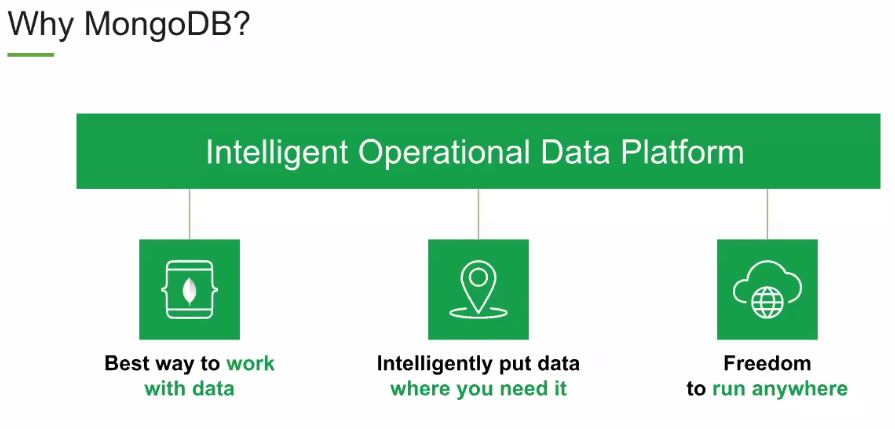 Why MongoDB?
Intelligent Operational Data Platform
Best way to work
with data
Intelligently put data
where you need it
Freedom
to run anywhere